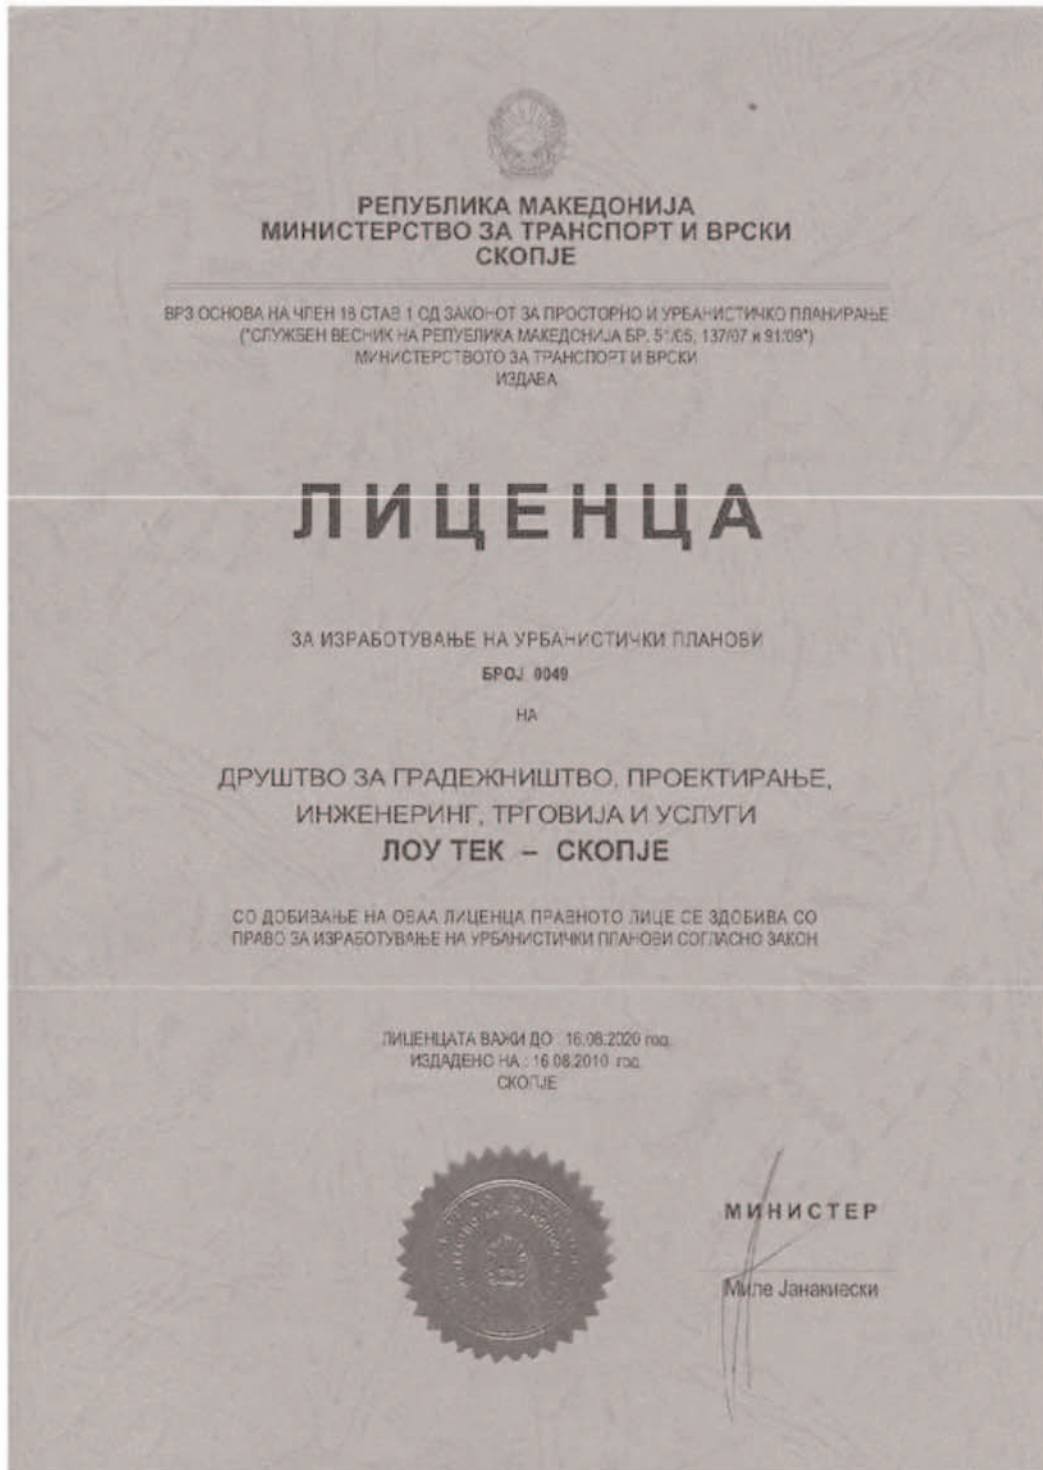 РЕПУБЛИКА МАКЕДОНИЈА
МИНИСТЕРСТВО ЗА ТРАНСПОРТ И ВРСКИ
СКОПЈЕ
ВРЗ ОСНОВА НА ЧЛЕН 18 СТАВ 1 ОД ЗАКОНОТ ЗА ПРОСТОРНО И УРБАНИСТИЧКО ПЛАНИРАЊЕ
("СЛУЖБЕН ВЕСНИК НА РЕПУБЛИКА МАКЕДОНИЈА БР. 51/05, 137/07 и 91/09")
МИНИСТЕРСТВОТО ЗА ТРАНСПОРТ И ВРСКИ
ИЗДАВА
ЛИЦЕНЦА
ЗА ИЗРАБОТУВАЊЕ НА УРБАНИСТИЧКИ ПЛАНОВИ
БРОЈ 0049
НА
ДРУШТВО ЗА ГРАДЕЖНИШТВО, ПРОЕКТИРАЊЕ,
ИНЖЕНЕРИНГ, ТРГОВИЈА И УСЛУГИ
ЛОУ ТЕК – СКОПЈЕ
СО ДОБИВАЊЕ НА ОВАА ЛИЦЕНЦА ПРАВНОТО ЛИЦЕ СЕ ЗДОБИВА СО
ПРАВО ЗА ИЗРАБОТУВАЊЕ НА УРБАНИСТИЧКИ ПЛАНОВИ СОГЛАСНО ЗАКОН
ЛИЦЕНЦАТА ВАЖИ ДО : 16.08.2020 год.
ИЗДАДЕНО НА : 16.08.2010 год.
СКОПЈЕ
МИНИСТЕР
Миле Јанакиески